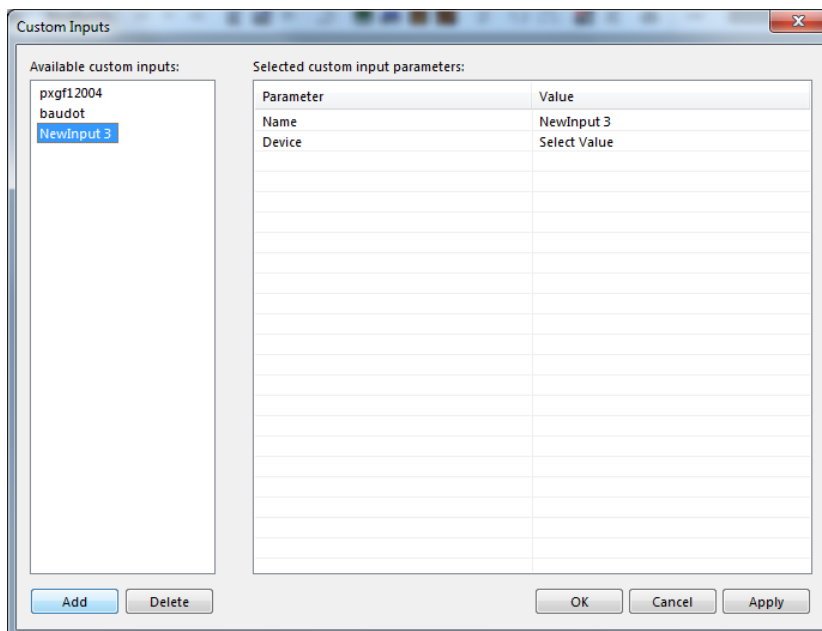 Custom Inputs
Available custom inputs:
pxgf12004
baudot
NewInput 3
Selected custom input parameters:
Parameter Value
Name NewInput 3
Device Select Value
Add Delete OK Cancel Apply